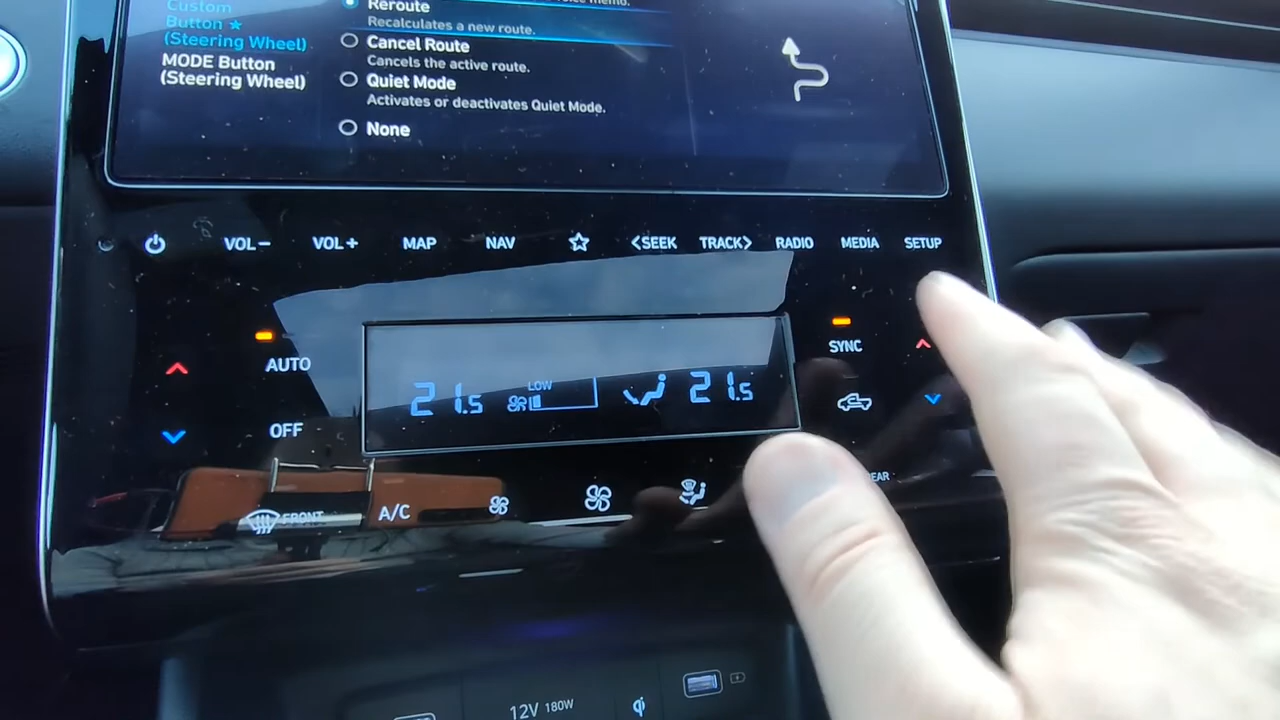 voice memo.
Custom
Button ★
(Steering Wheel)
MODE Button
(Steering Wheel)
Reroute
Recalculates a new route.
Cancel Route
Cancels the active route.
Quiet Mode
Activates or deactivates Quiet Mode.
None
VOL− VOL+ MAP NAV <SEEK TRACK> RADIO MEDIA SETUP
AUTO
SYNC
21.5 LOW 21.5
OFF
FRONT A/C
12V 180W